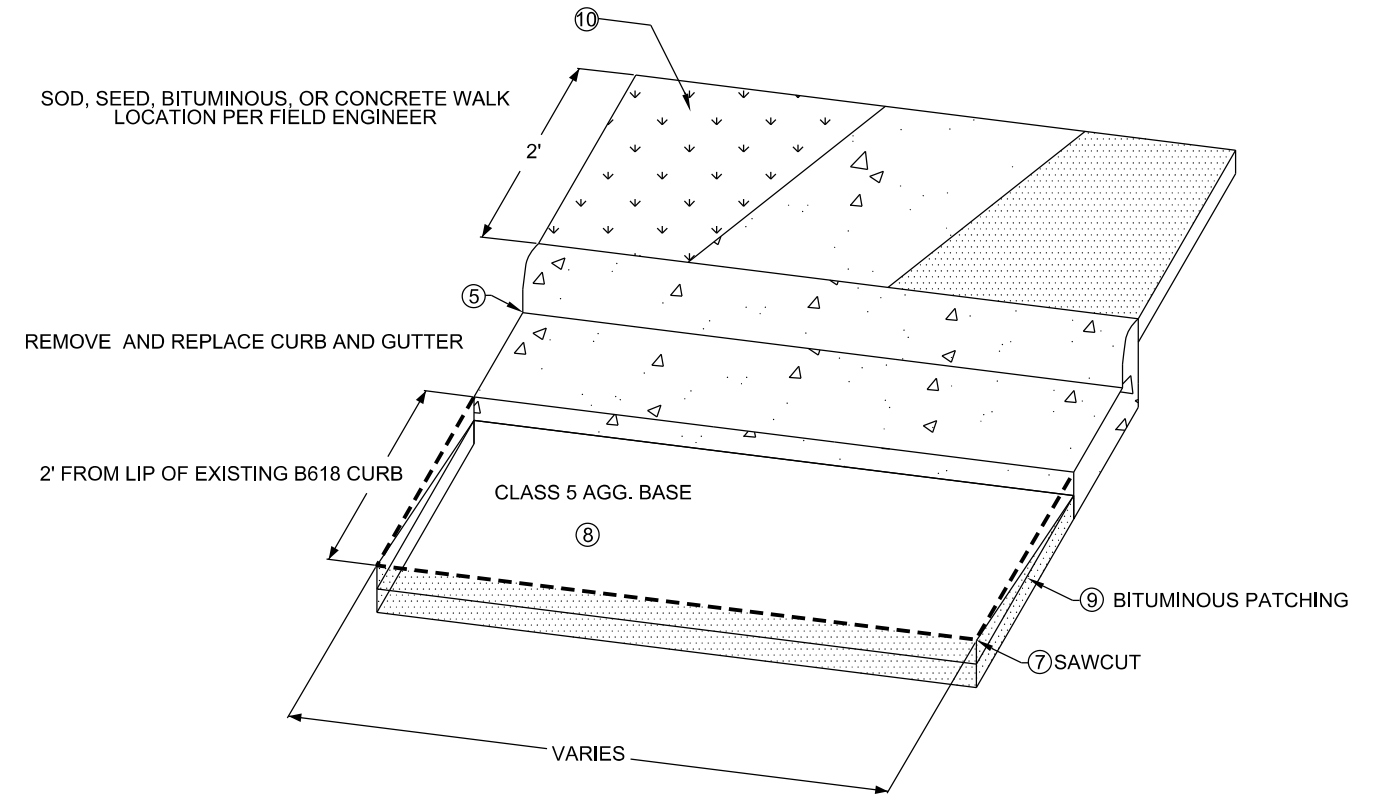 ⑩
SOD, SEED, BITUMINOUS, OR CONCRETE WALK
LOCATION PER FIELD ENGINEER
2'
⑤
REMOVE AND REPLACE CURB AND GUTTER
2' FROM LIP OF EXISTING B618 CURB
CLASS 5 AGG. BASE
⑧
⑨ BITUMINOUS PATCHING
⑦ SAWCUT
VARIES